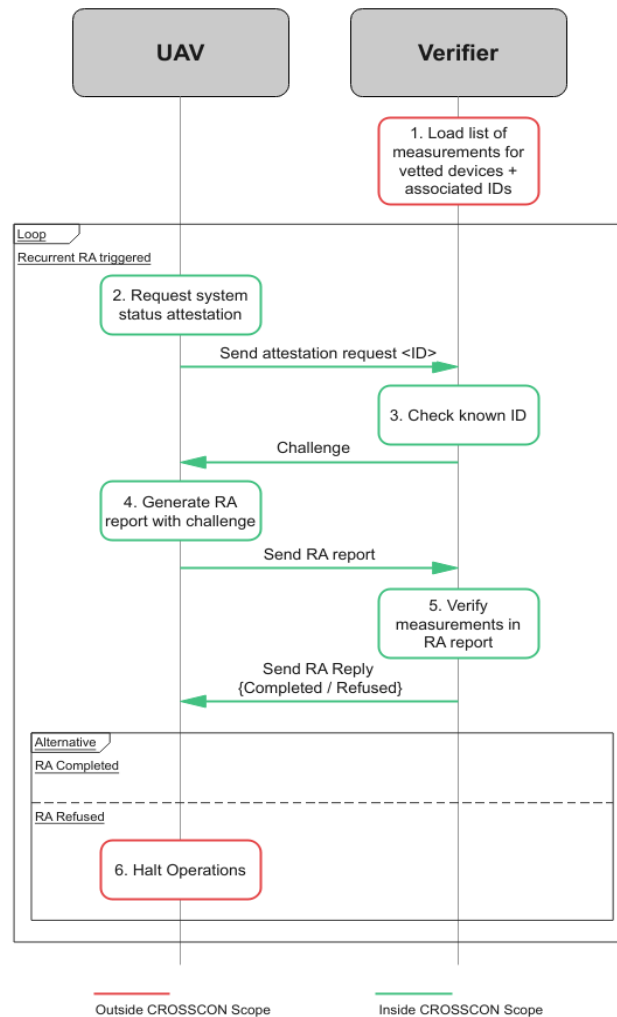 UAV
Verifier
1. Load list of
measurements for
vetted devices +
associated IDs
Loop
Recurrent RA triggered
2. Request system
status attestation
Send attestation request <ID>
3. Check known ID
Challenge
4. Generate RA
report with challenge
Send RA report
5. Verify
measurements in
RA report
Send RA Reply
{Completed / Refused}
Alternative
RA Completed
RA Refused
6. Halt Operations
Outside CROSSCON Scope
Inside CROSSCON Scope